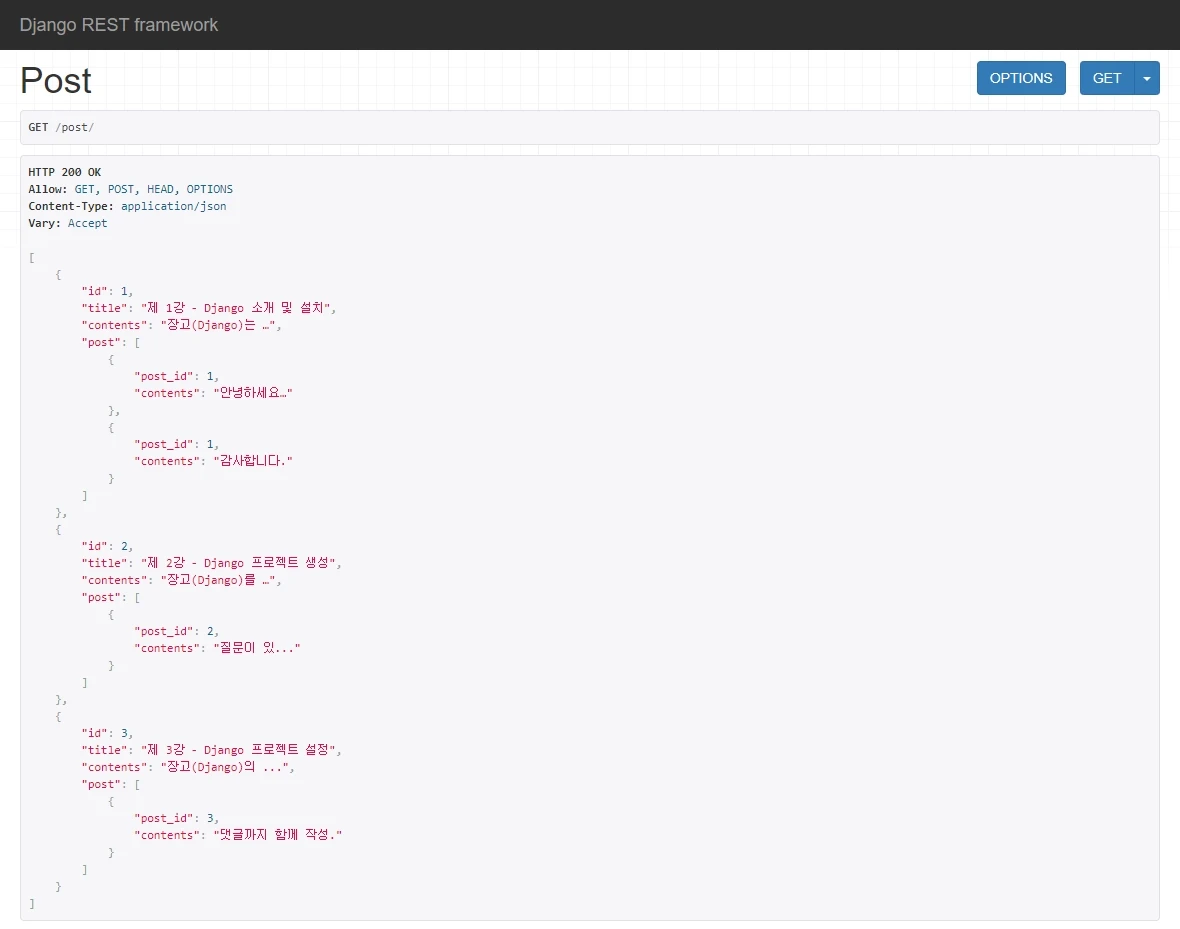 Django REST framework
Post
OPTIONS
GET
GET /post/
HTTP 200 OK
Allow: GET, POST, HEAD, OPTIONS
Content-Type: application/json
Vary: Accept
[
    {
        "id": 1,
        "title": "제 1강 - Django 소개 및 설치",
        "contents": "장고(Django)는 …",
        "post": [
            {
                "post_id": 1,
                "contents": "안녕하세요…"
            },
            {
                "post_id": 1,
                "contents": "감사합니다."
            }
        ]
    },
    {
        "id": 2,
        "title": "제 2강 - Django 프로젝트 생성",
        "contents": "장고(Django)를 …",
        "post": [
            {
                "post_id": 2,
                "contents": "질문이 있..."
            }
        ]
    },
    {
        "id": 3,
        "title": "제 3강 - Django 프로젝트 설정",
        "contents": "장고(Django)의 ...",
        "post": [
            {
                "post_id": 3,
                "contents": "댓글까지 함께 작성."
            }
        ]
    }
]